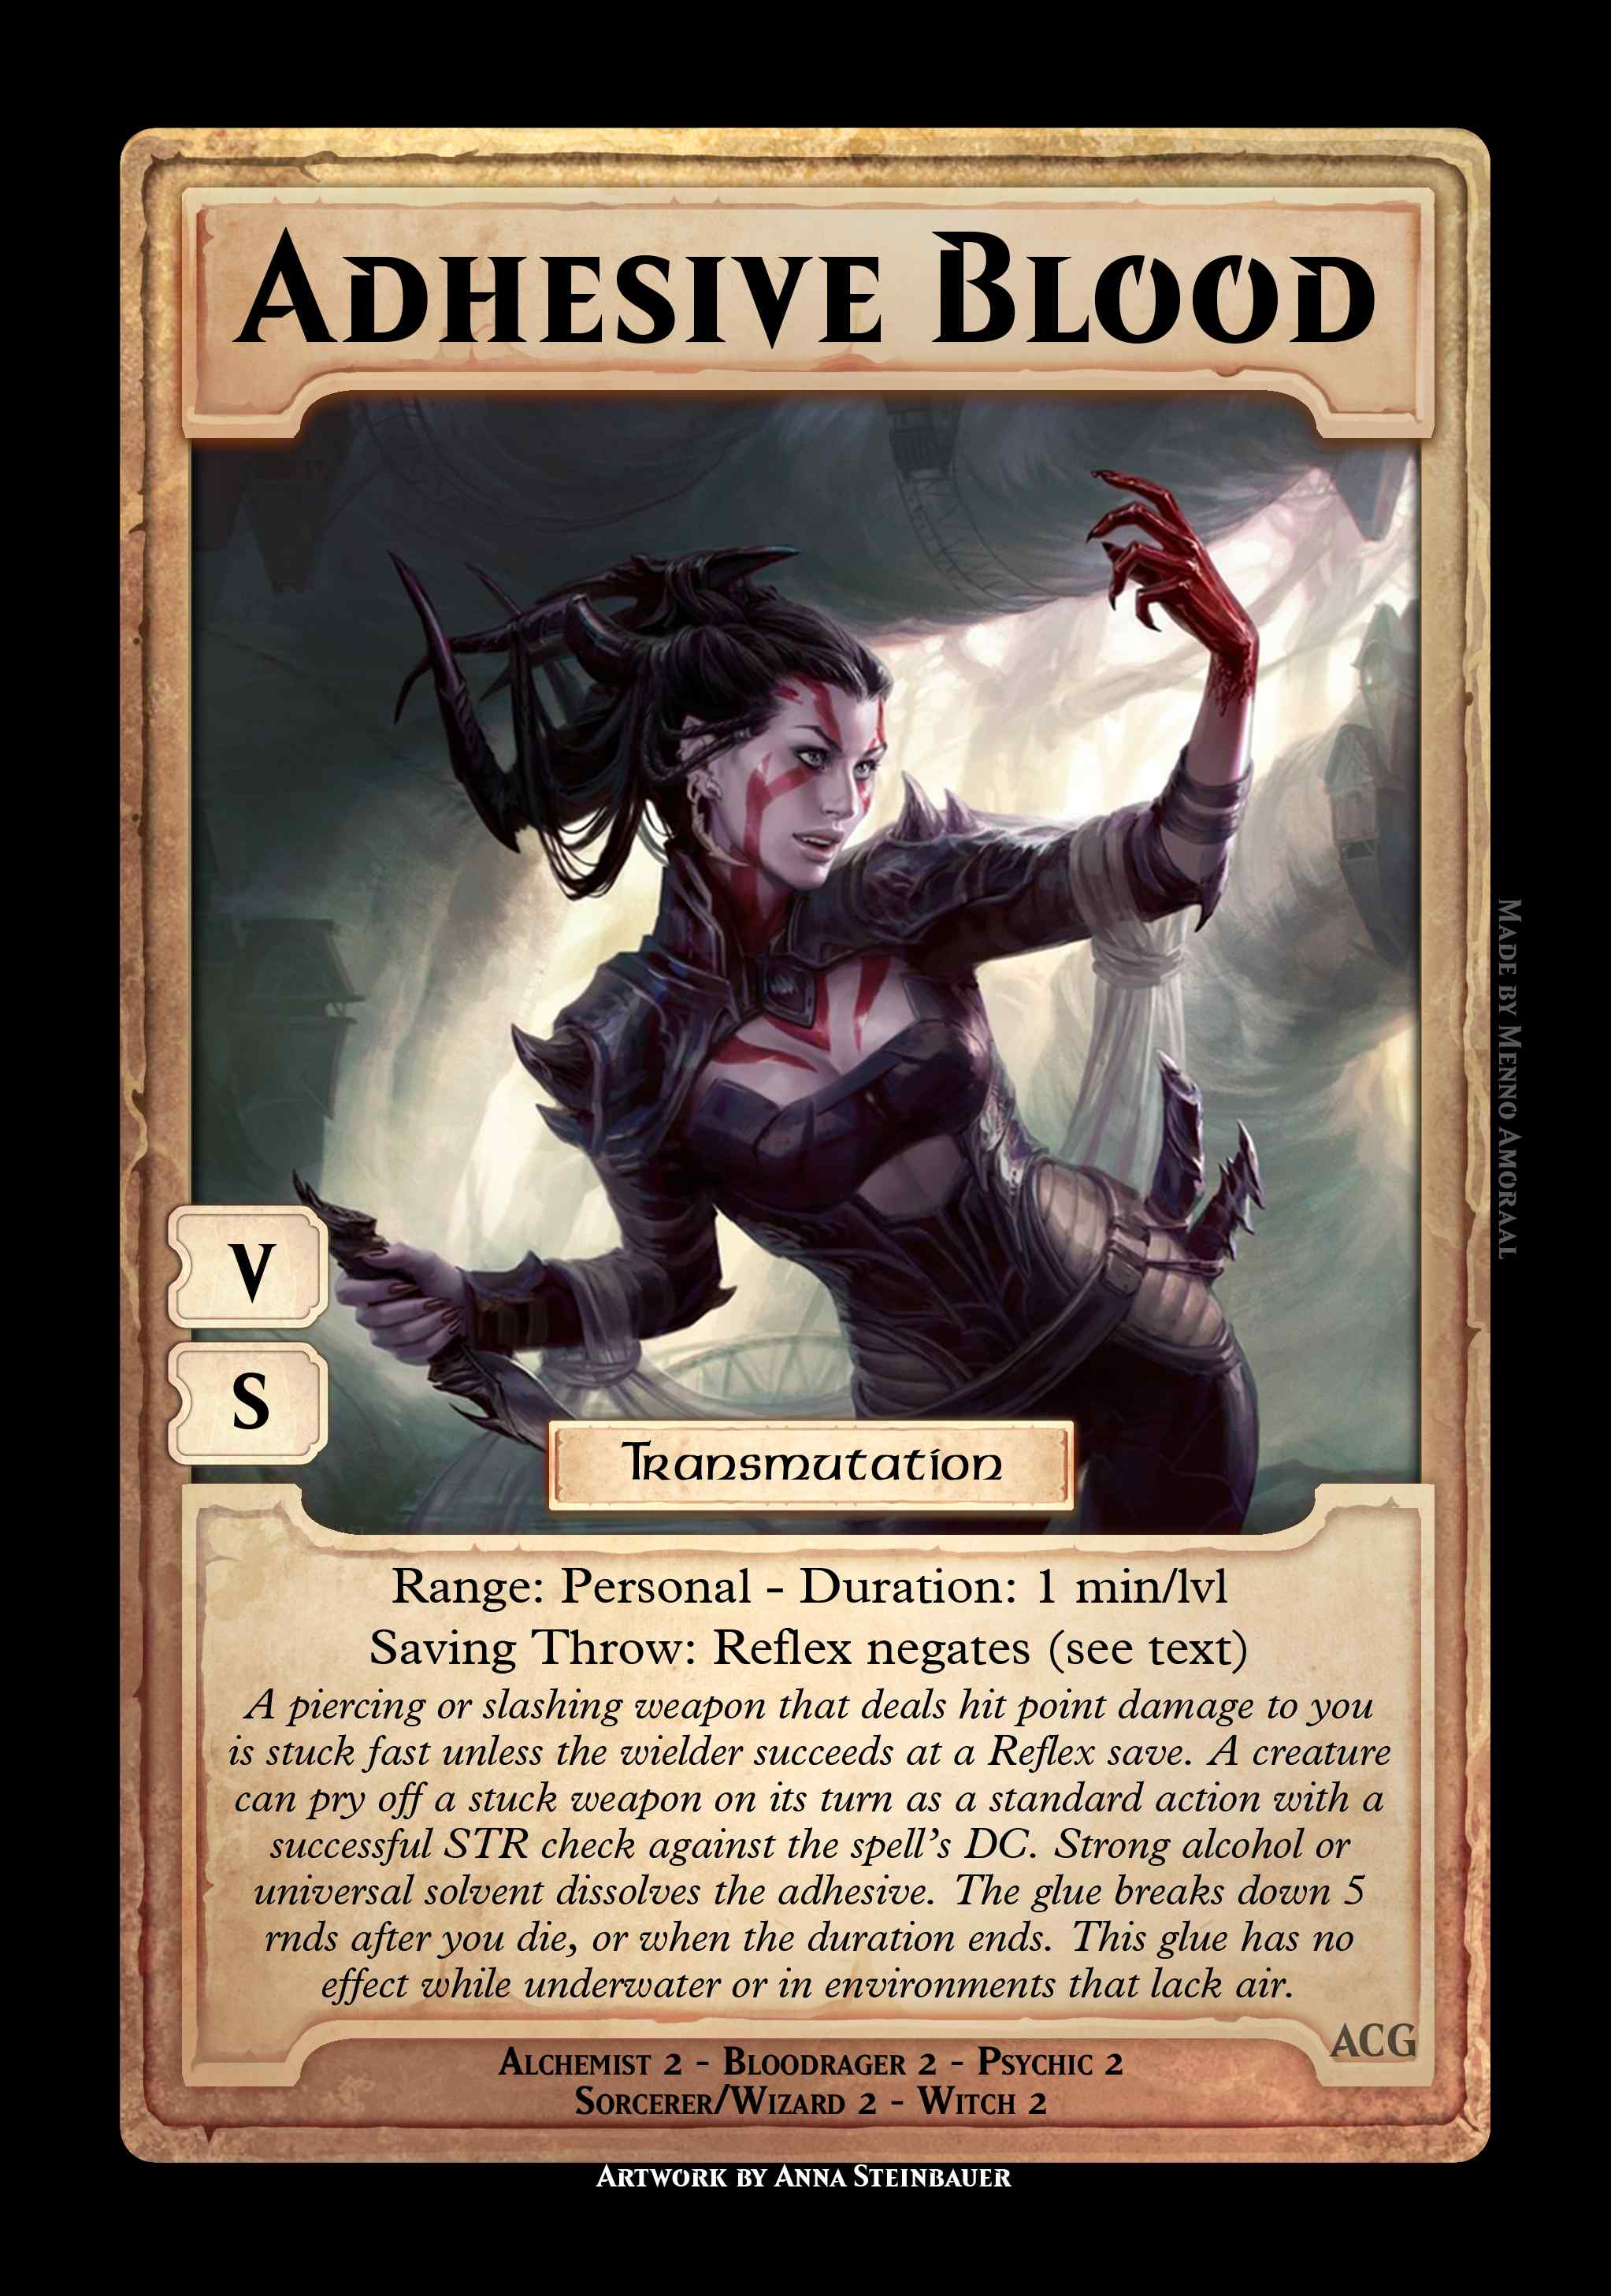 Adhesive Blood
V
S
Transmutation
Range: Personal - Duration: 1 min/lvl
Saving Throw: Reflex negates (see text)
A piercing or slashing weapon that deals hit point damage to you
is stuck fast unless the wielder succeeds at a Reflex save. A creature
can pry off a stuck weapon on its turn as a standard action with a
successful STR check against the spell’s DC. Strong alcohol or
universal solvent dissolves the adhesive. The glue breaks down 5
rnds after you die, or when the duration ends. This glue has no
effect while underwater or in environments that lack air.
ACG
Alchemist 2 - Bloodrager 2 - Psychic 2
Sorcerer/Wizard 2 - Witch 2
Artwork by Anna Steinbauer
Made by Menno Amoraal